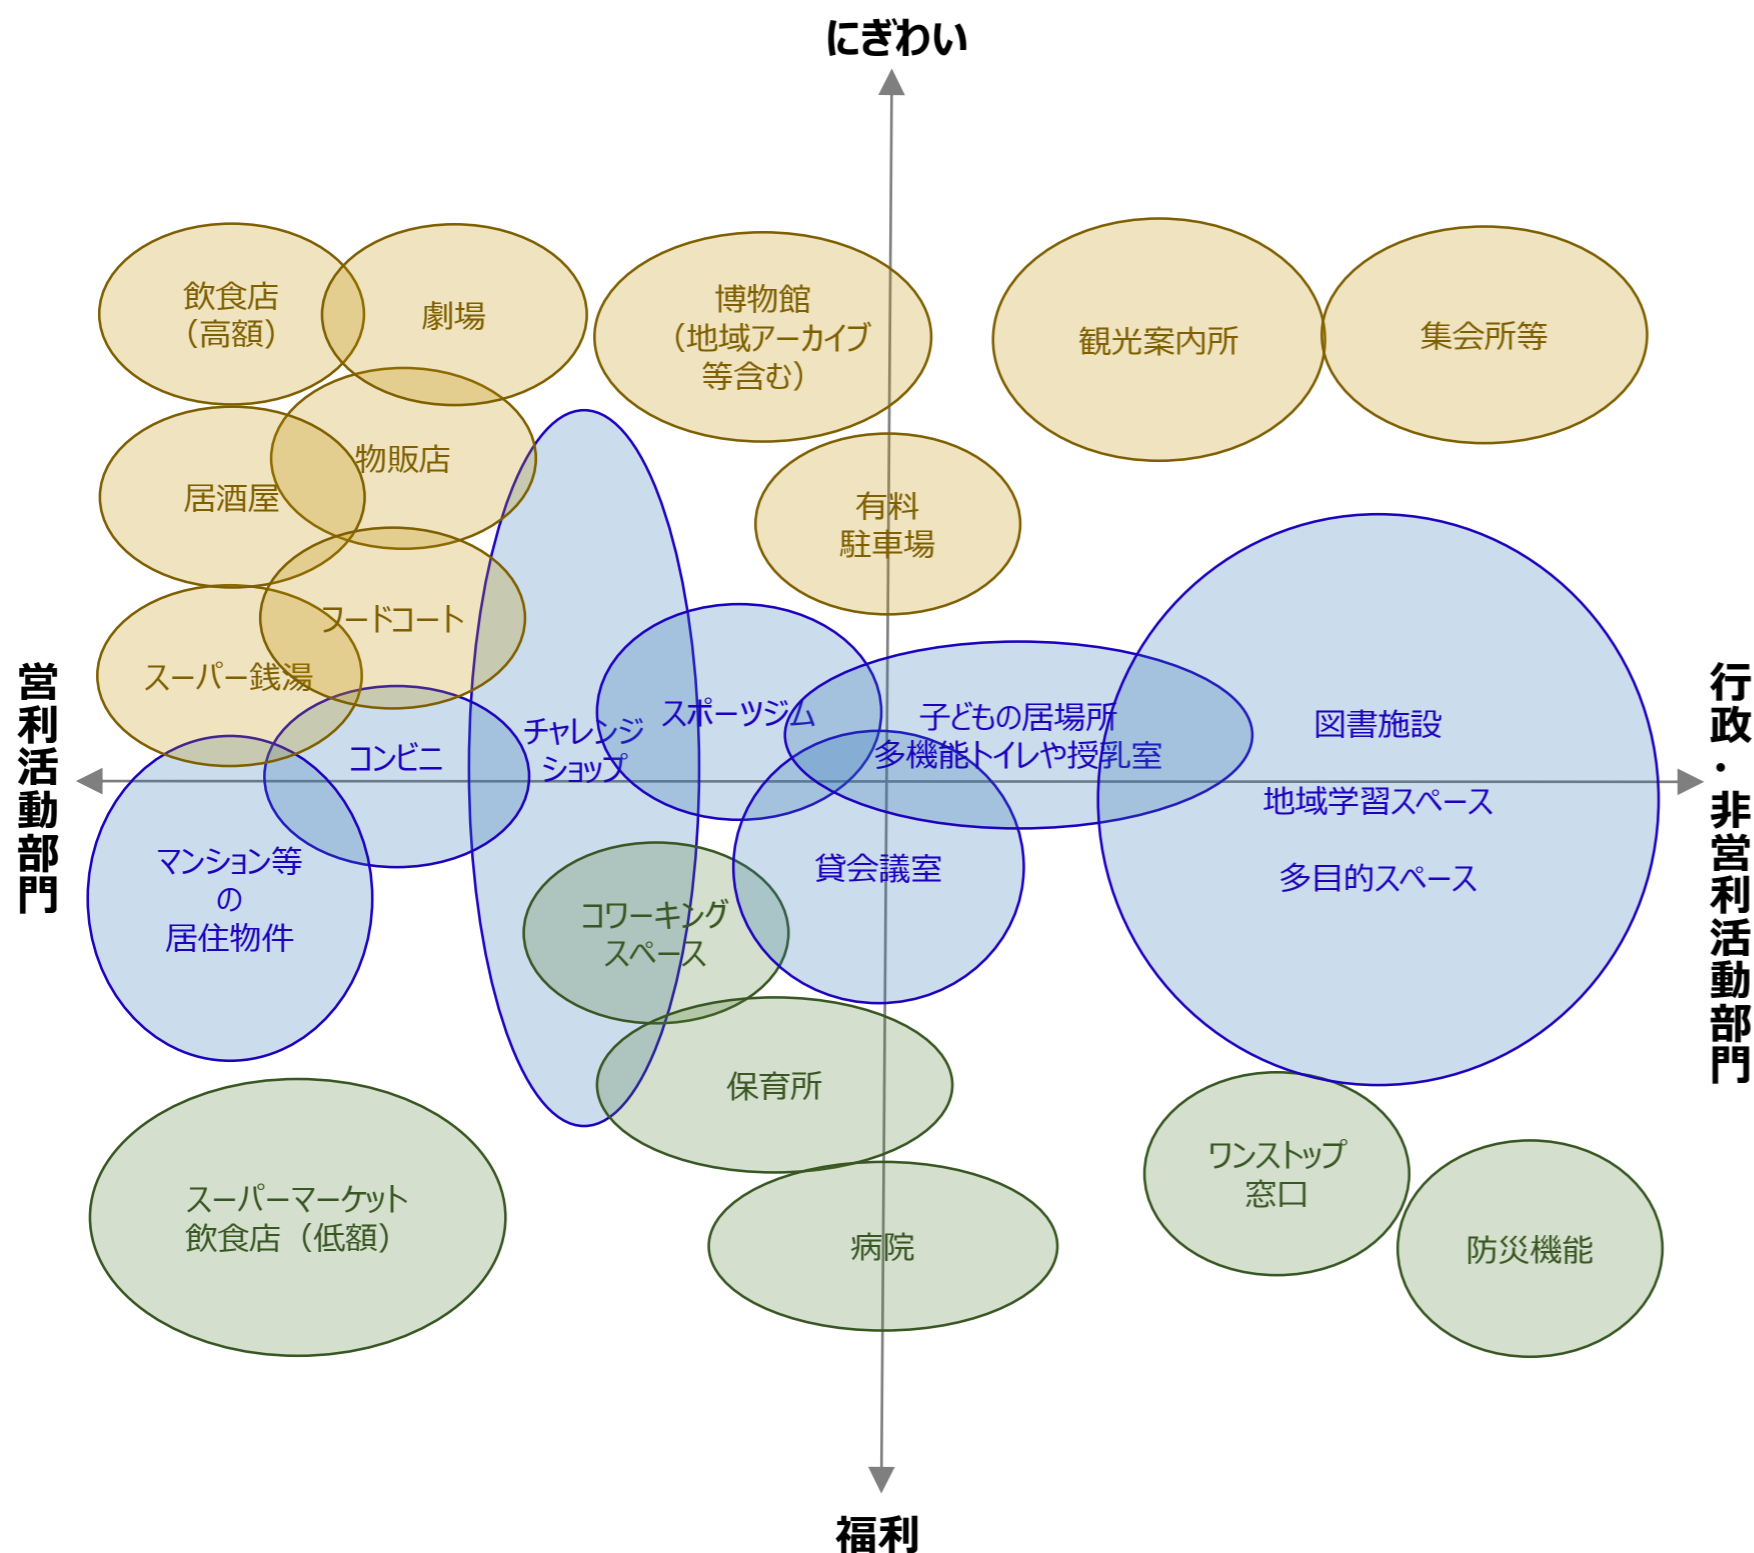 にぎわい
飲食店
（高額）
劇場
博物館
（地域アーカイブ
等含む）
観光案内所
集会所等
物販店
居酒屋
有料
駐車場
フードコート
スーパー銭湯
営利活動部門
行政・非営利活動部門
コンビニ
チャレンジ
ショップ
スポーツジム
子どもの居場所
多機能トイレや授乳室
図書施設
地域学習スペース
多目的スペース
マンション等
の
居住物件
貸会議室
コワーキング
スペース
保育所
スーパーマーケット
飲食店（低額）
病院
ワンストップ
窓口
防災機能
福利